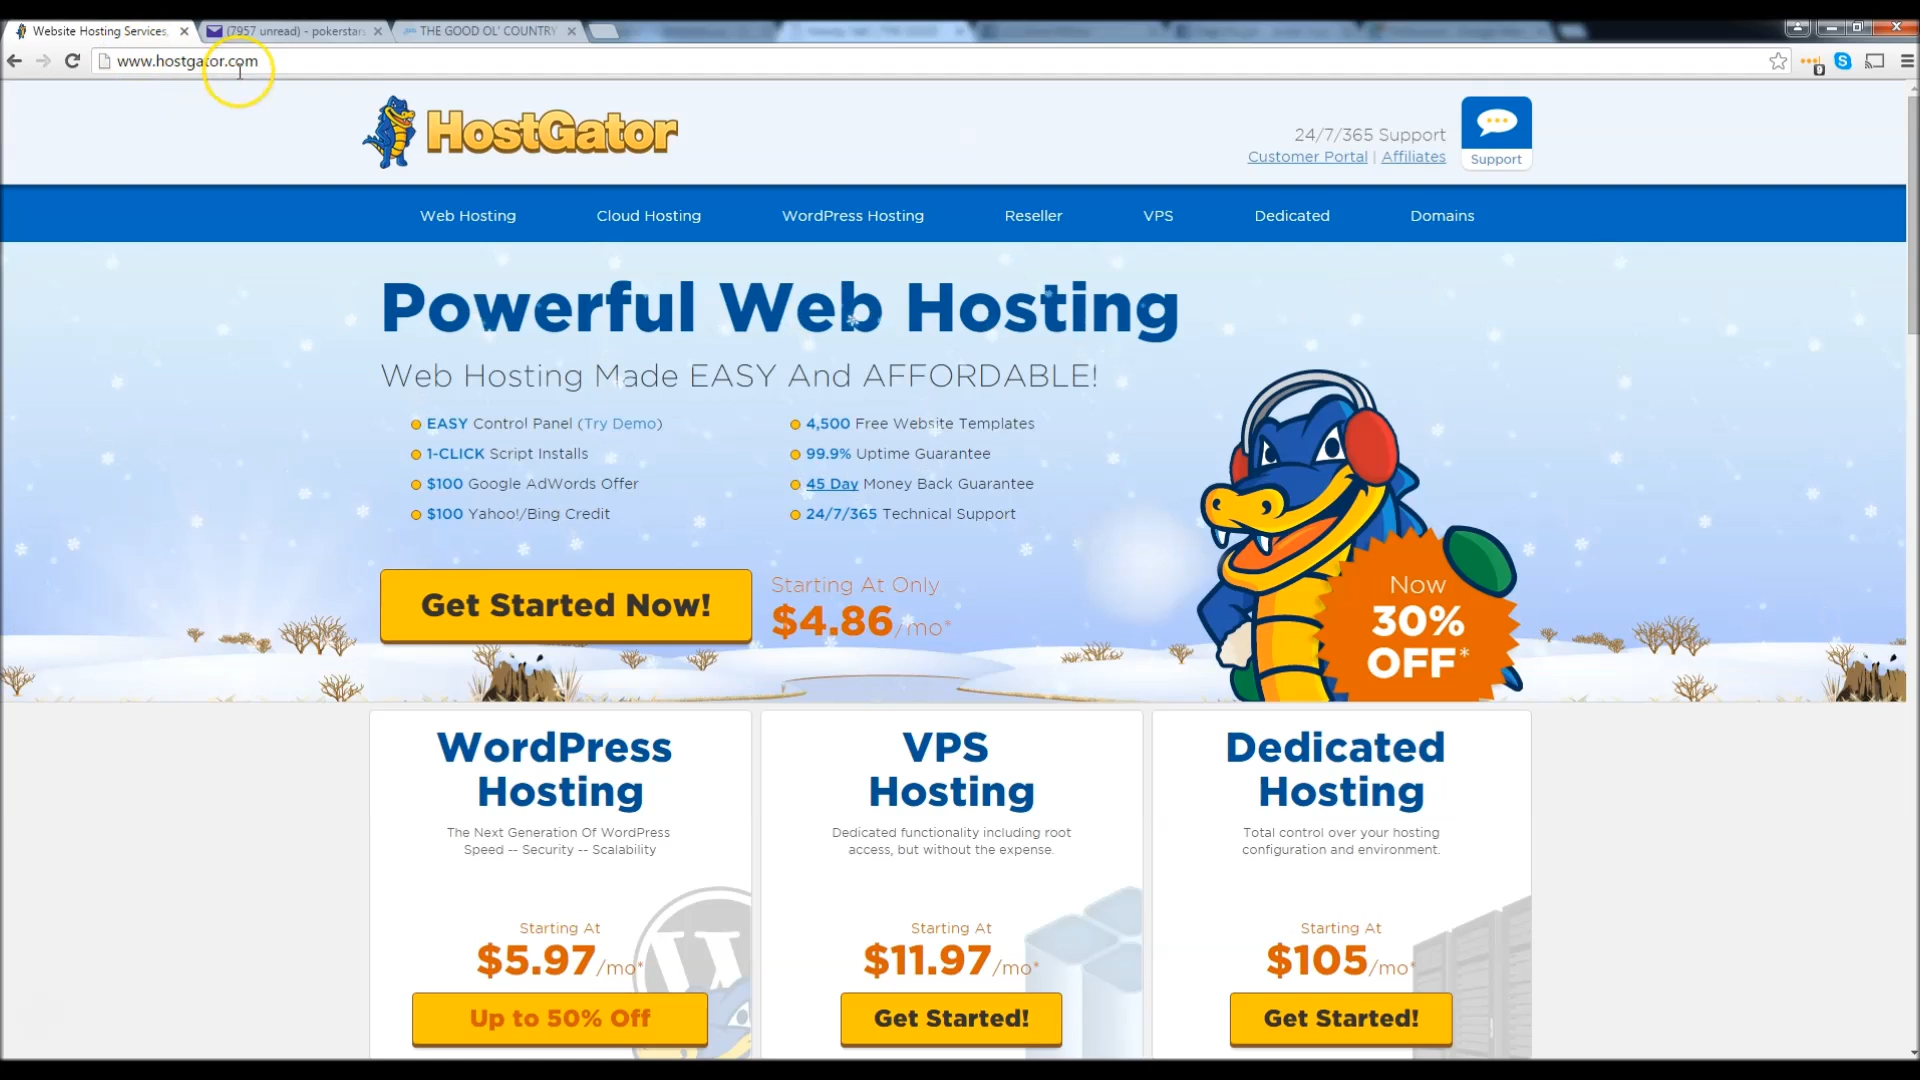 Website Hosting Services,
(7957 unread) - pokerstars
THE GOOD OL' COUNTRY
www.hostgator.com
HostGator
24/7/365 Support
Customer Portal | Affiliates
Support
Web Hosting
Cloud Hosting
WordPress Hosting
Reseller
VPS
Dedicated
Domains
Powerful Web Hosting
Web Hosting Made EASY And AFFORDABLE!
EASY Control Panel (Try Demo)
1-CLICK Script Installs
$100 Google AdWords Offer
$100 Yahoo!/Bing Credit
4,500 Free Website Templates
99.9% Uptime Guarantee
45 Day Money Back Guarantee
24/7/365 Technical Support
Get Started Now!
Starting At Only
$4.86/mo*
Now
30%
OFF*
WordPress
Hosting
The Next Generation Of WordPress
Speed -- Security -- Scalability
Starting At
$5.97/mo*
Up to 50% Off
VPS
Hosting
Dedicated functionality including root
access, but without the expense.
Starting At
$11.97/mo*
Get Started!
Dedicated
Hosting
Total control over your hosting
configuration and environment.
Starting At
$105/mo*
Get Started!